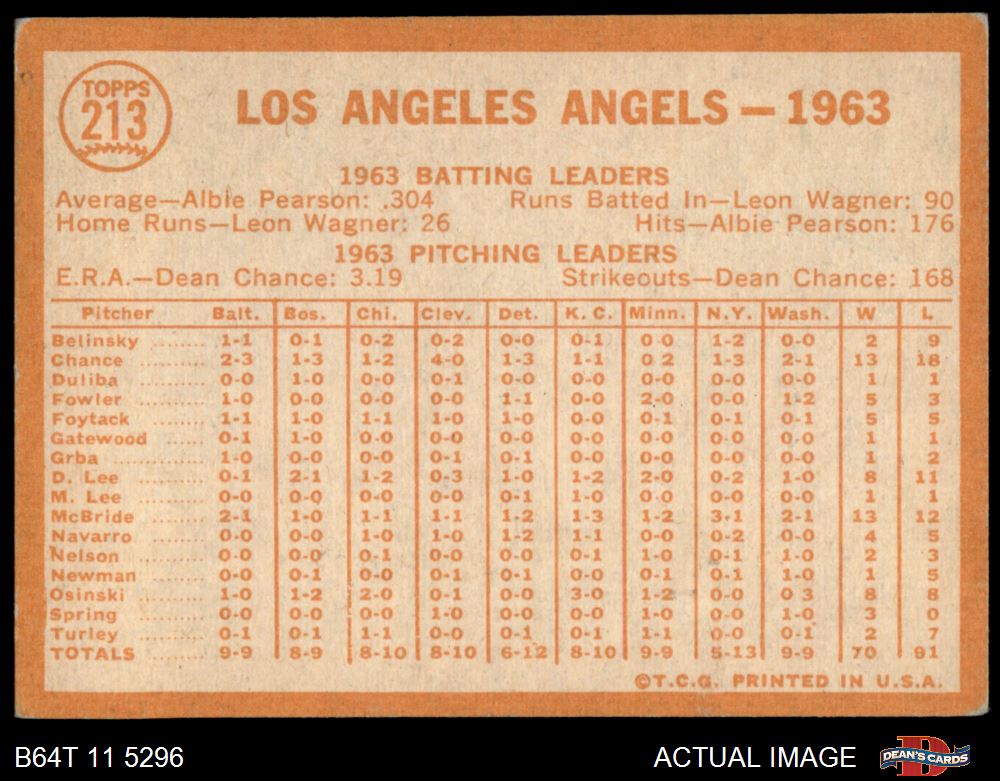 TOPPS
213
LOS ANGELES ANGELS — 1963
1963 BATTING LEADERS
Average—Albie Pearson: .304 Runs Batted In—Leon Wagner: 90
Home Runs—Leon Wagner: 26 Hits—Albie Pearson: 176
1963 PITCHING LEADERS
E.R.A.—Dean Chance: 3.19 Strikeouts—Dean Chance: 168
Pitcher Balt. Bos. Chi. Clev. Det. K. C. Minn. N.Y. Wash. W L
Belinsky ........ 1-1 0-1 0-2 0-2 0-0 0-1 0-0 1-2 0-0 2 9
Chance .......... 2-3 1-3 1-2 4-0 1-3 1-1 0 2 1-3 2-1 13 18
Duliba .......... 0-0 1-0 0-0 0-1 0-0 0-0 0-0 0-0 0-0 1 1
Fowler .......... 1-0 0-0 0-0 0-0 1-1 0-0 2-0 0-0 1-2 5 3
Foytack ......... 1-1 1-0 1-1 1-0 1-0 0-0 0-1 0-1 0-1 5 5
Gatewood ..... 0-1 1-0 0-0 0-0 0-0 0-0 0-0 0-0 0-0 1 1
Grba .............. 1-0 0-0 0-0 0-1 0-1 0-0 0-0 0-0 0-0 1 2
D. Lee ........... 0-1 2-1 1-2 0-3 1-0 1-2 2-0 0-2 1-0 8 11
M. Lee .......... 0-0 0-0 0-0 0-0 0-1 1-0 0-0 0-0 0-0 1 1
McBride ........ 2-1 1-0 1-1 1-1 1-2 1-3 1-2 3-1 2-1 13 12
Navarro ........ 0-0 0-0 1-0 1-0 1-2 1-1 0-0 0-2 0-0 4 5
Nelson .......... 0-0 0-0 0-1 0-0 0-0 0-1 1-0 0-1 1-0 2 3
Newman ....... 0-0 0-1 0-0 0-1 0-1 0-0 0-1 0-1 1-0 1 5
Osinski ......... 1-0 1-2 2-0 0-1 0-0 3-0 1-2 0-0 0 3 8 8
Spring ........... 0-0 0-0 0-0 1-0 0-0 0-0 1-0 0-0 1-0 3 0
Turley ........... 0-1 0-1 1-1 0-0 0-1 0-1 1-1 0-0 0-1 2 7
TOTALS 9-9 8-9 8-10 8-10 6-12 8-10 9-9 5-13 9-9 70 91
©T.C.G. PRINTED IN U.S.A.
B64T 11 5296 ACTUAL IMAGE D DEAN'S CARDS